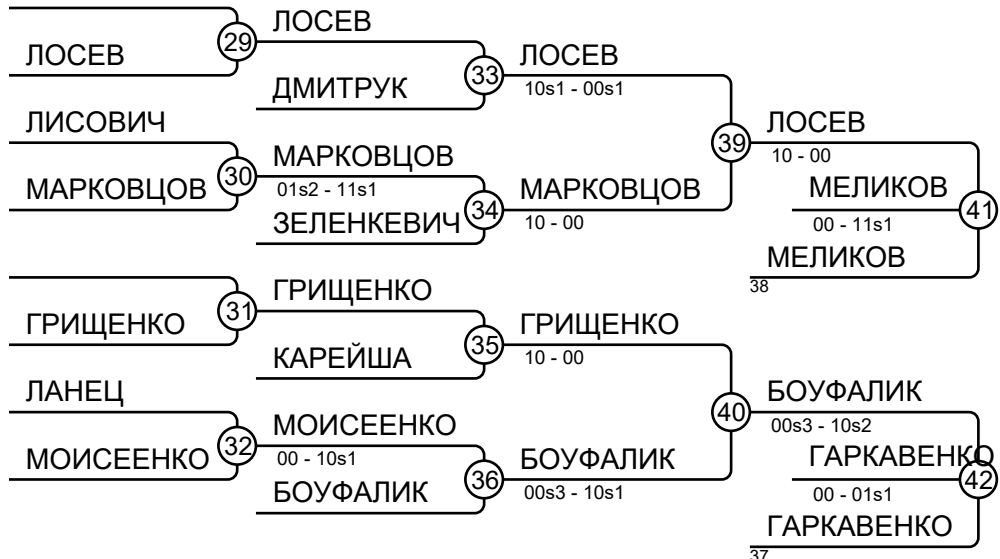 ЛОСЕВ
29
ЛОСЕВ
ДМИТРУК
33
ЛОСЕВ
10s1 - 00s1
ЛИСОВИЧ
МАРКОВЦОВ
30
МАРКОВЦОВ
01s2 - 11s1
ЗЕЛЕНКЕВИЧ
34
МАРКОВЦОВ
10 - 00
39
ЛОСЕВ
10 - 00
МЕЛИКОВ
00 - 11s1
41
МЕЛИКОВ
38
ГРИЩЕНКО
31
ГРИЩЕНКО
КАРЕЙША
35
ГРИЩЕНКО
10 - 00
ЛАНЕЦ
МОИСЕЕНКО
32
МОИСЕЕНКО
00 - 10s1
БОУФАЛИК
36
БОУФАЛИК
00s3 - 10s1
40
БОУФАЛИК
00s3 - 10s2
ГАРКАВЕНКО
00 - 01s1
42
ГАРКАВЕНКО
37